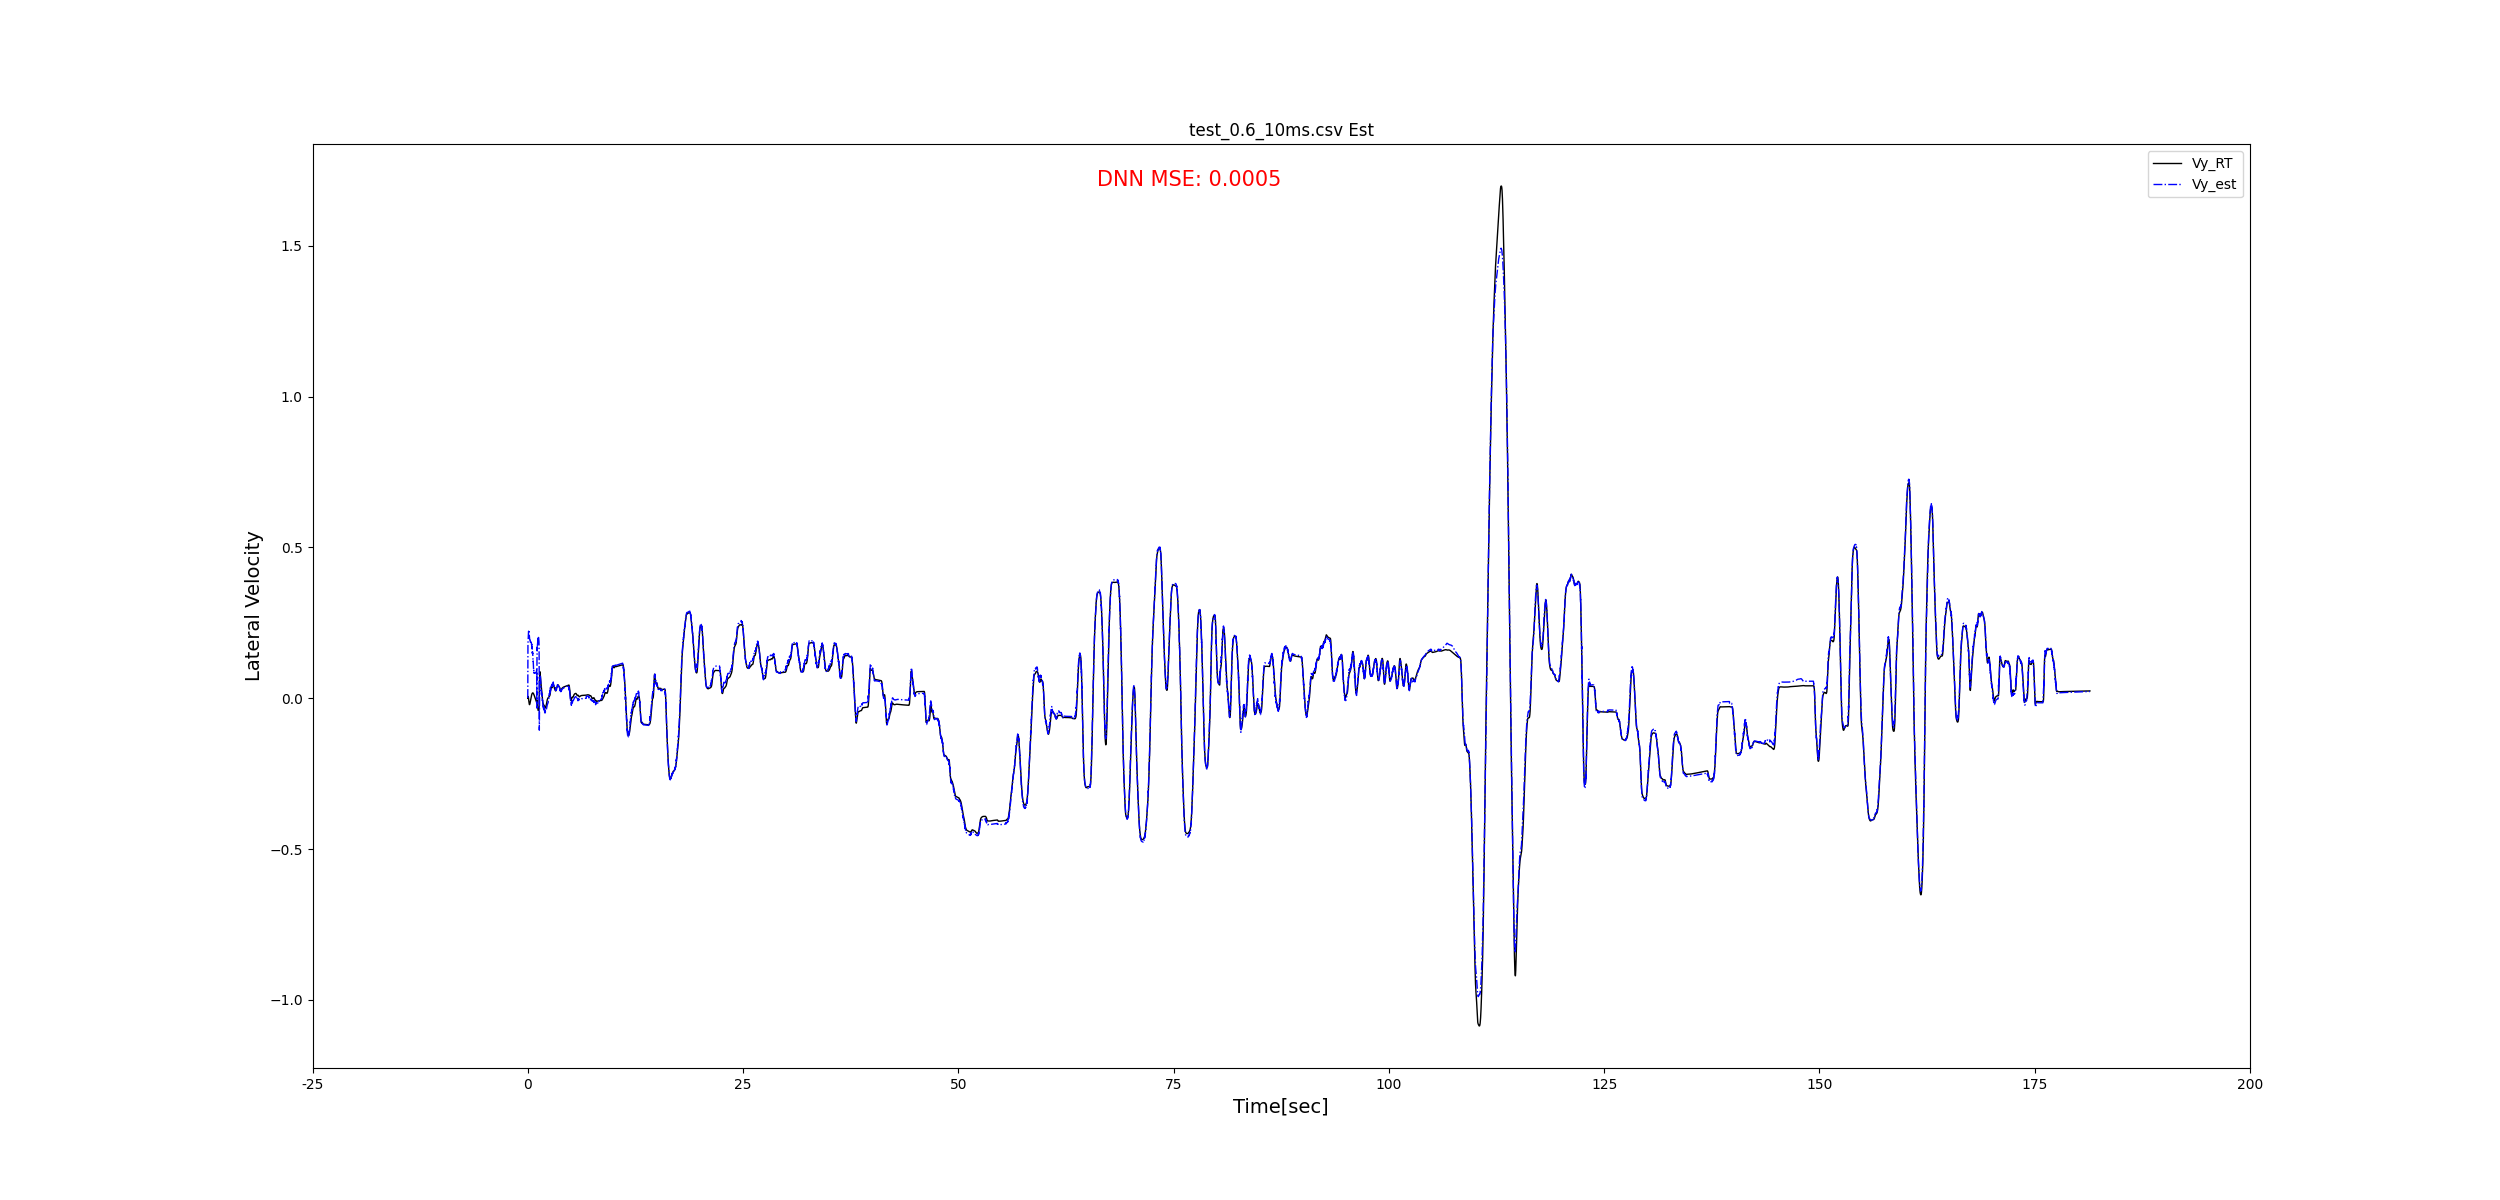 test_0.6_10ms.csv Est
DNN MSE: 0.0005
Vy_RT
Vy_est
Lateral Velocity
1.5
1.0
0.5
0.0
−0.5
−1.0
-25
0
25
50
75
100
125
150
175
200
Time[sec]